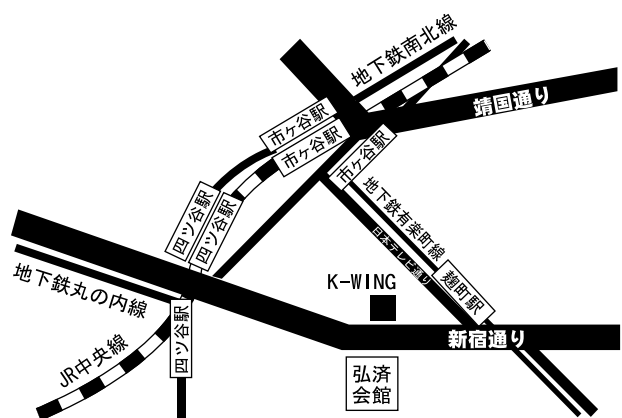 地下鉄南北線
靖国通り
市ヶ谷駅
市ヶ谷駅
市ヶ谷駅
四ツ谷駅
四ツ谷駅
地下鉄有楽町線
日本テレビ通り
麹町駅
地下鉄丸の内線
K-WING
四ツ谷駅
新宿通り
JR中央線
弘済
会館